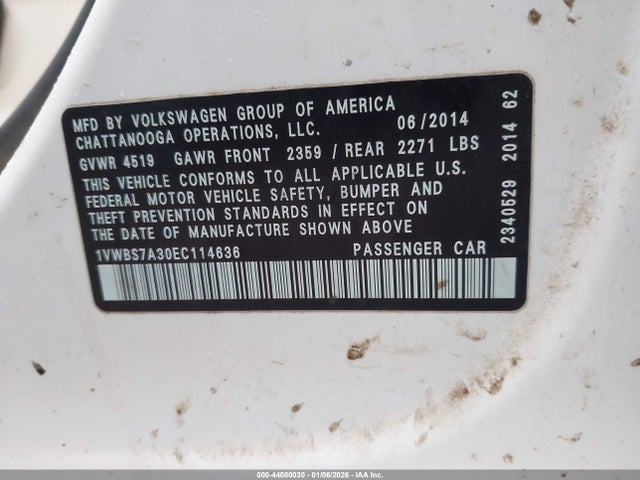 MFD BY VOLKSWAGEN GROUP OF AMERICA
CHATTANOOGA OPERATIONS, LLC. 06/2014
GVWR 4519 GAWR FRONT 2359 / REAR 2271 LBS
THIS VEHICLE CONFORMS TO ALL APPLICABLE U.S.
FEDERAL MOTOR VEHICLE SAFETY, BUMPER AND
THEFT PREVENTION STANDARDS IN EFFECT ON
THE DATE OF MANUFACTURE SHOWN ABOVE
1VWBS7A30EC114636 PASSENGER CAR
2340529 2014 62
000-44080030 - 01/06/2026 - IAA Inc.